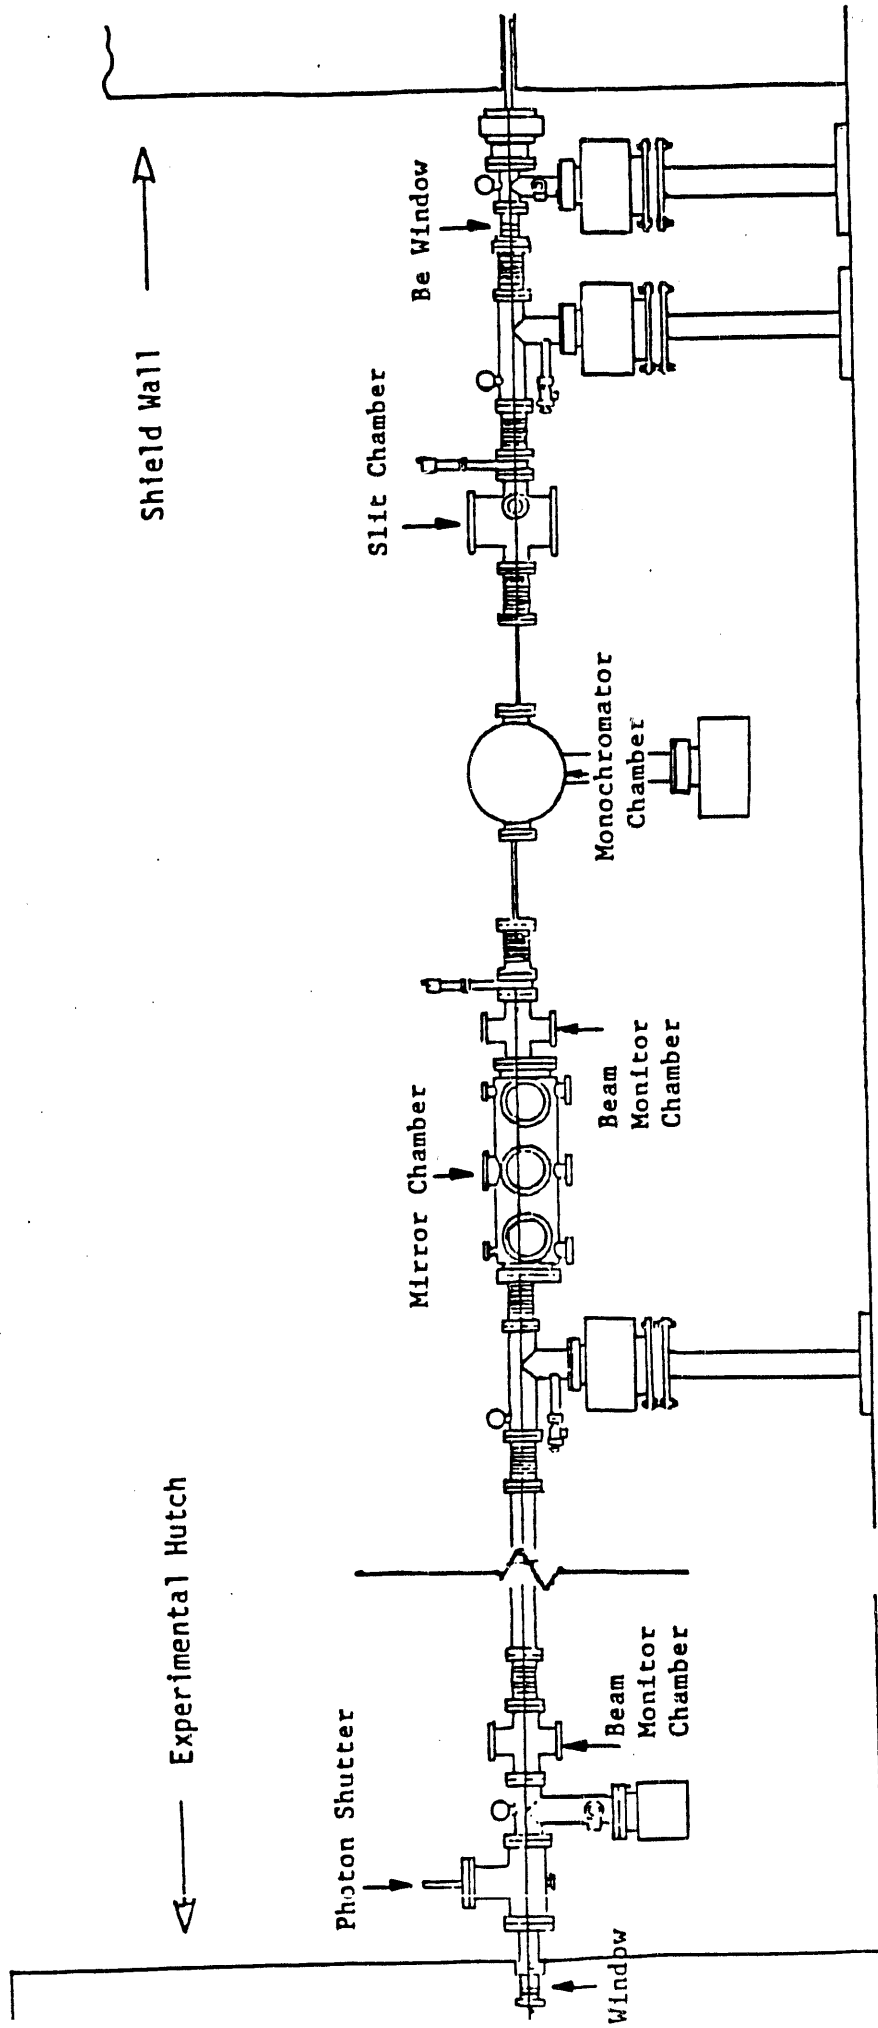 Shield Wall
Experimental Hutch
Be Window
Slit Chamber
Monochromator
Chamber
Beam
Monitor
Chamber
Mirror Chamber
Beam
Monitor
Chamber
Photon Shutter
Window